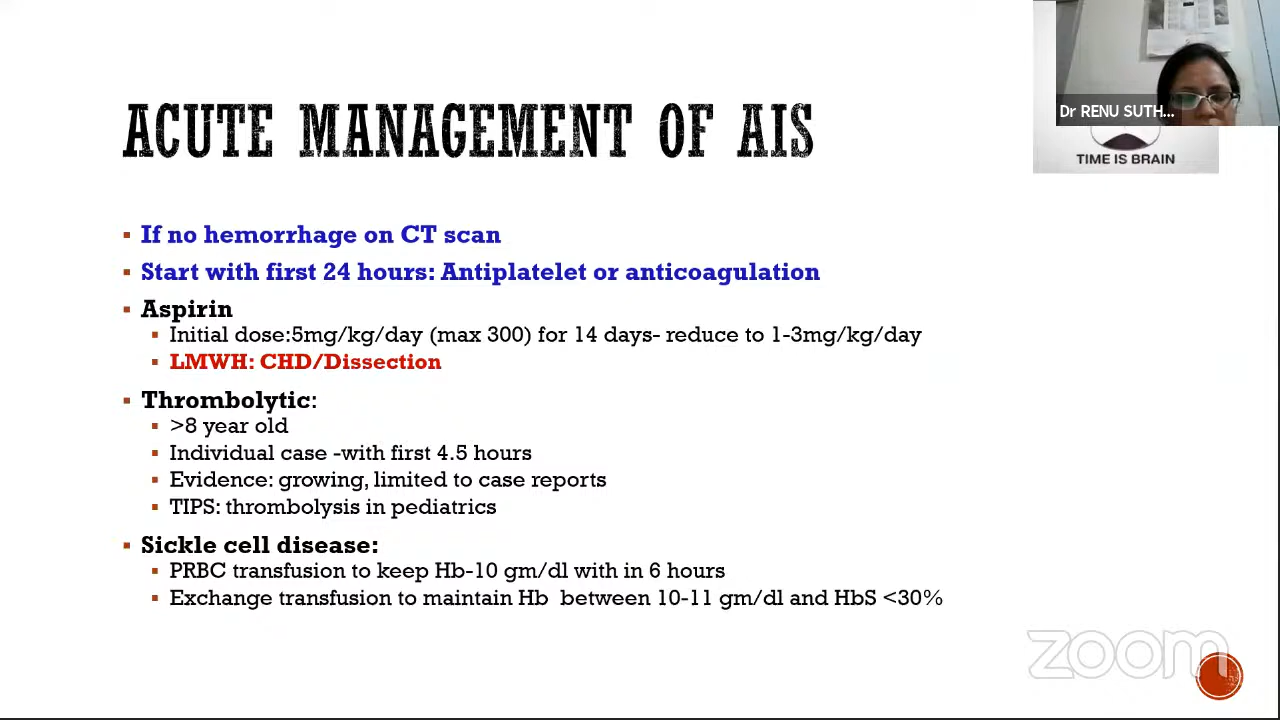 ACUTE MANAGEMENT OF AIS
Dr RENU SUTH...
TIME IS BRAIN
If no hemorrhage on CT scan
Start with first 24 hours: Antiplatelet or anticoagulation
Aspirin
Initial dose:5mg/kg/day (max 300) for 14 days- reduce to 1-3mg/kg/day
LMWH: CHD/Dissection
Thrombolytic:
>8 year old
Individual case -with first 4.5 hours
Evidence: growing, limited to case reports
TIPS: thrombolysis in pediatrics
Sickle cell disease:
PRBC transfusion to keep Hb-10 gm/dl with in 6 hours
Exchange transfusion to maintain Hb between 10-11 gm/dl and HbS <30%
zoom